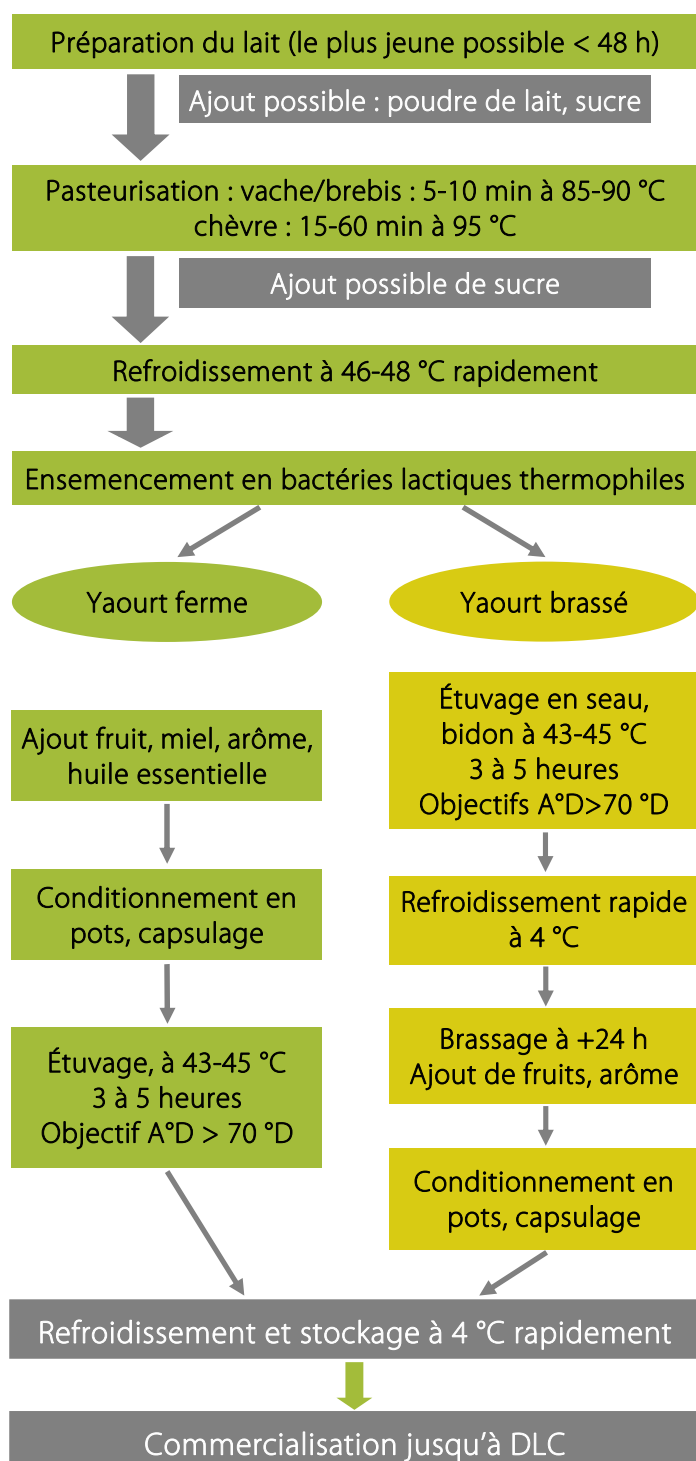 Préparation du lait (le plus jeune possible < 48 h)
Ajout possible : poudre de lait, sucre
Pasteurisation : vache/brebis : 5-10 min à 85-90 °C
chèvre : 15-60 min à 95 °C
Ajout possible de sucre
Refroidissement à 46-48 °C rapidement
Ensemencement en bactéries lactiques thermophiles
Yaourt ferme
Ajout fruit, miel, arôme,
huile essentielle
Conditionnement en
pots, capsulage
Étuvage, à 43-45 °C
3 à 5 heures
Objectif A°D > 70 °D
Yaourt brassé
Étuvage en seau,
bidon à 43-45 °C
3 à 5 heures
Objectifs A°D>70 °D
Refroidissement rapide
à 4 °C
Brassage à +24 h
Ajout de fruits, arôme
Conditionnement en
pots, capsulage
Refroidissement et stockage à 4 °C rapidement
Commercialisation jusqu'à DLC